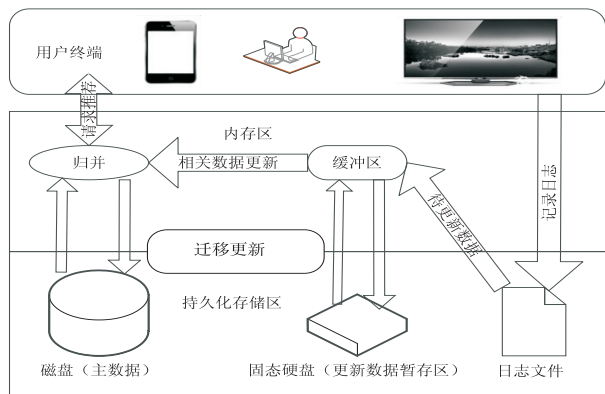 用户终端
请求推荐
内存区
归并
相关数据更新
缓冲区
待更新数据
记录日志
迁移更新
持久化存储区
磁盘（主数据）
固态硬盘（更新数据暂存区）
日志文件